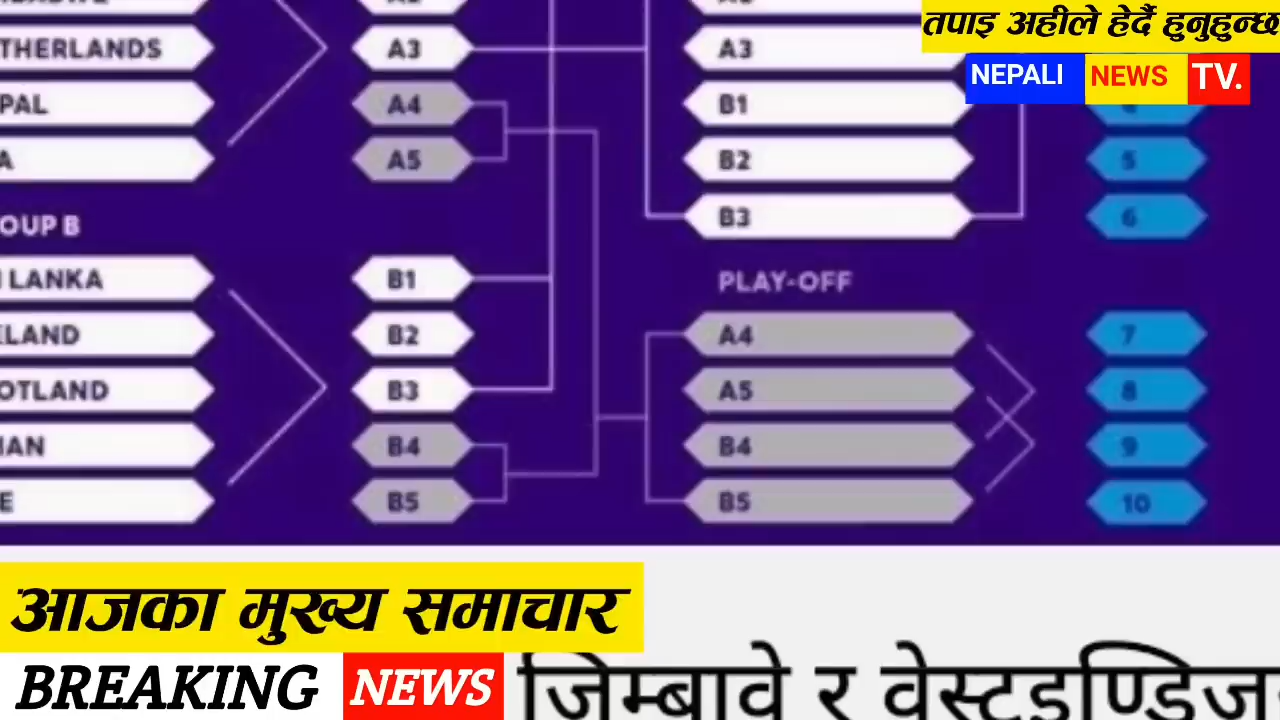 तपाइ अहीले हेर्दै हुनुहुन्छ
NEPALI NEWS TV.
THERLANDS
PAL
A
OUP B
LANKA
ELAND
OTLAND
MAN
E
A3
A4
A5
B1
B2
B3
B4
B5
A3
B1
B2
B3
PLAY-OFF
A4
A5
B4
B5
5
6
7
8
9
10
आजका मुख्य समाचार
BREAKING NEWS
जिम्बावे र वेस्टइण्डिज